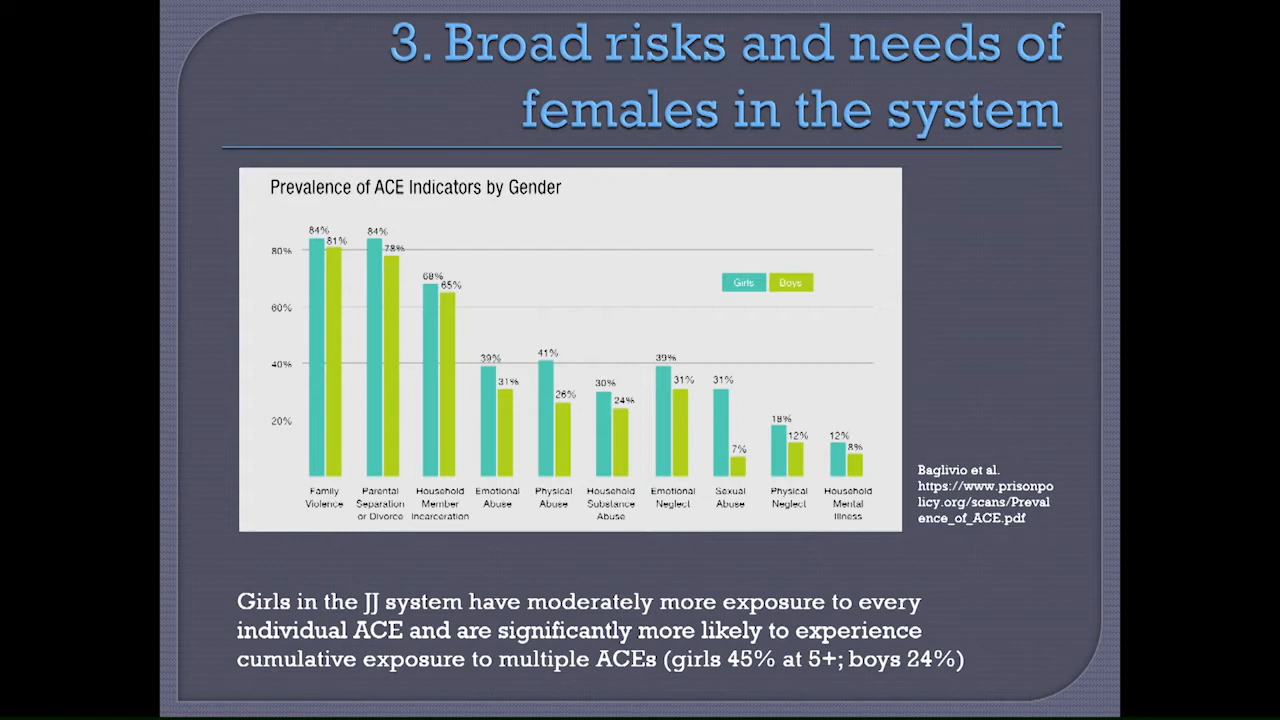 3. Broad risks and needs of
females in the system
Prevalence of ACE Indicators by Gender
80%
60%
40%
20%
84%
81%
84%
78%
68%
65%
39%
31%
41%
26%
30%
24%
39%
31%
31%
7%
18%
12%
12%
8%
Girls
Boys
Family
Violence
Parental
Separation
or Divorce
Household
Member
Incarceration
Emotional
Abuse
Physical
Abuse
Household
Substance
Abuse
Emotional
Neglect
Sexual
Abuse
Physical
Neglect
Household
Mental
Illness
Baglivio et al.
https://www.prisonpo
licy.org/scans/Preval
ence_of_ACE.pdf
Girls in the JJ system have moderately more exposure to every
individual ACE and are significantly more likely to experience
cumulative exposure to multiple ACEs (girls 45% at 5+; boys 24%)